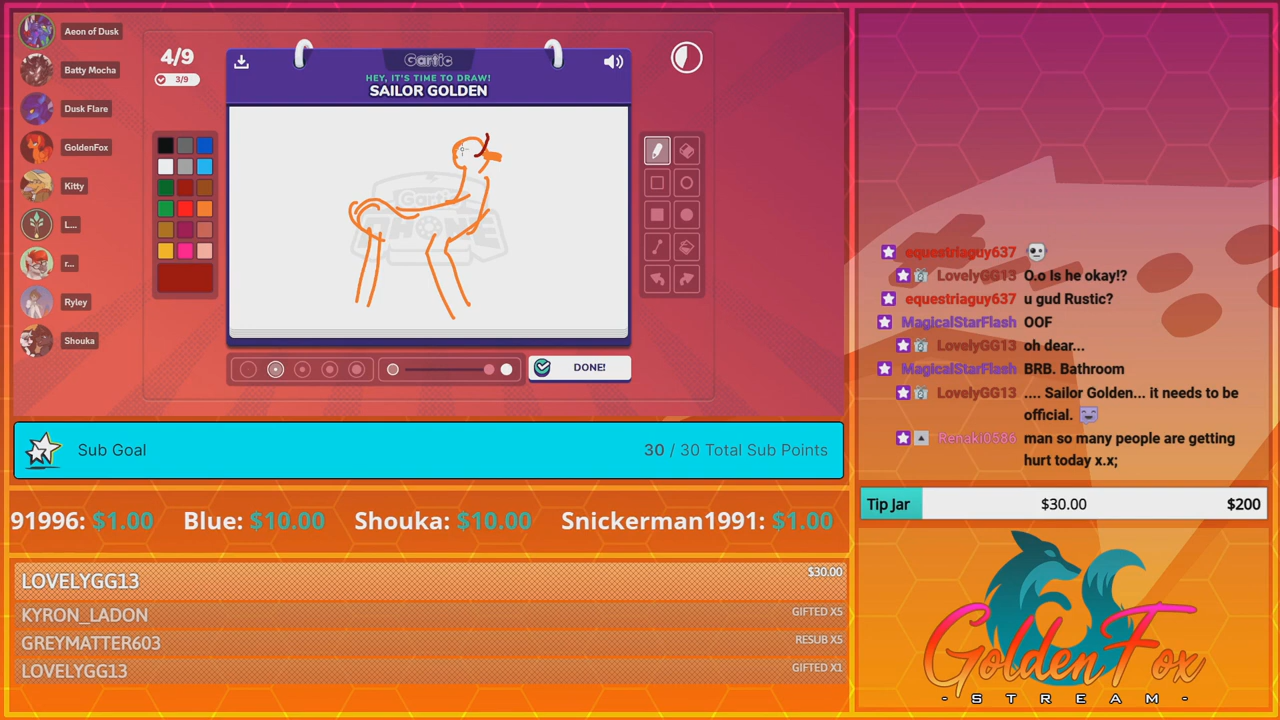 Aeon of Dusk
Batty Mocha
Dusk Flare
GoldenFox
Kitty
L...
r...
Ryley
Shouka
4/9
3/9
Gartic
HEY, IT'S TIME TO DRAW!
SAILOR GOLDEN
Gartic
PHONE
DONE!
Sub Goal
30 / 30 Total Sub Points
91996: $1.00 Blue: $10.00 Shouka: $10.00 Snickerman1991: $1.00
LOVELYGG13 $30.00
KYRON_LADON GIFTED X5
GREYMATTER603 RESUB X5
LOVELYGG13 GIFTED X1
equestriaguy637
LovelyGG13 O.o Is he okay!?
equestriaguy637 u gud Rustic?
MagicalStarFlash OOF
LovelyGG13 oh dear...
MagicalStarFlash BRB. Bathroom
LovelyGG13 .... Sailor Golden... it needs to be
official.
Renaki0586 man so many people are getting
hurt today x.x;
Tip Jar $30.00 $200
GoldenFox
- STREAM -